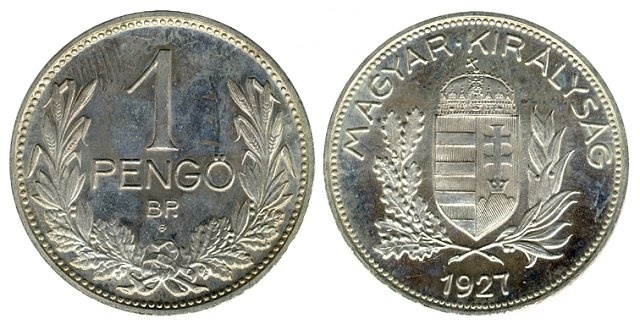 1
PENGŐ
BP.
MAGYAR·KIRÁLYSÁG
1927